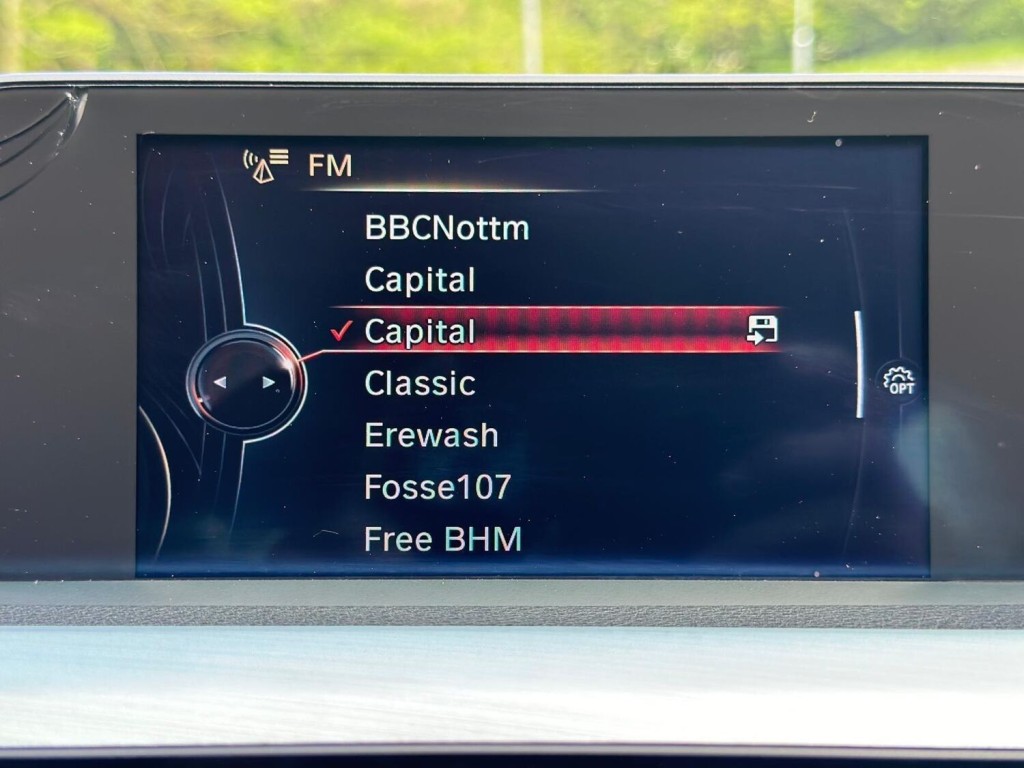 FM
BBCNottm
Capital
Capital
Classic
OPT
Erewash
Fosse107
Free BHM